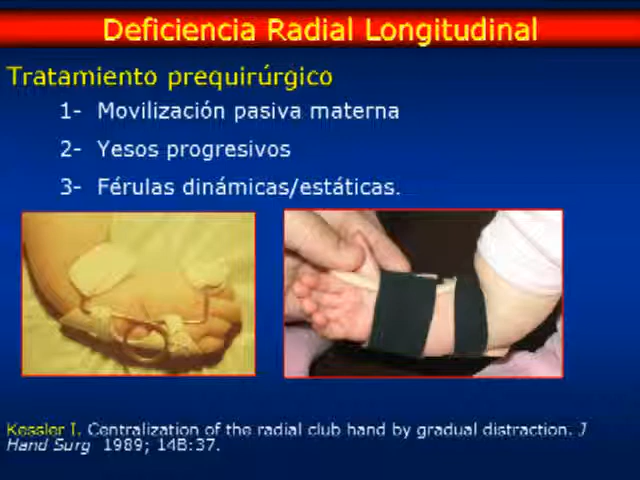 Deficiencia Radial Longitudinal
Tratamiento prequirúrgico
1- Movilización pasiva materna
2- Yesos progresivos
3- Férulas dinámicas/estáticas.
Kessler I. Centralization of the radial club hand by gradual distraction. J
Hand Surg 1989; 14B:37.